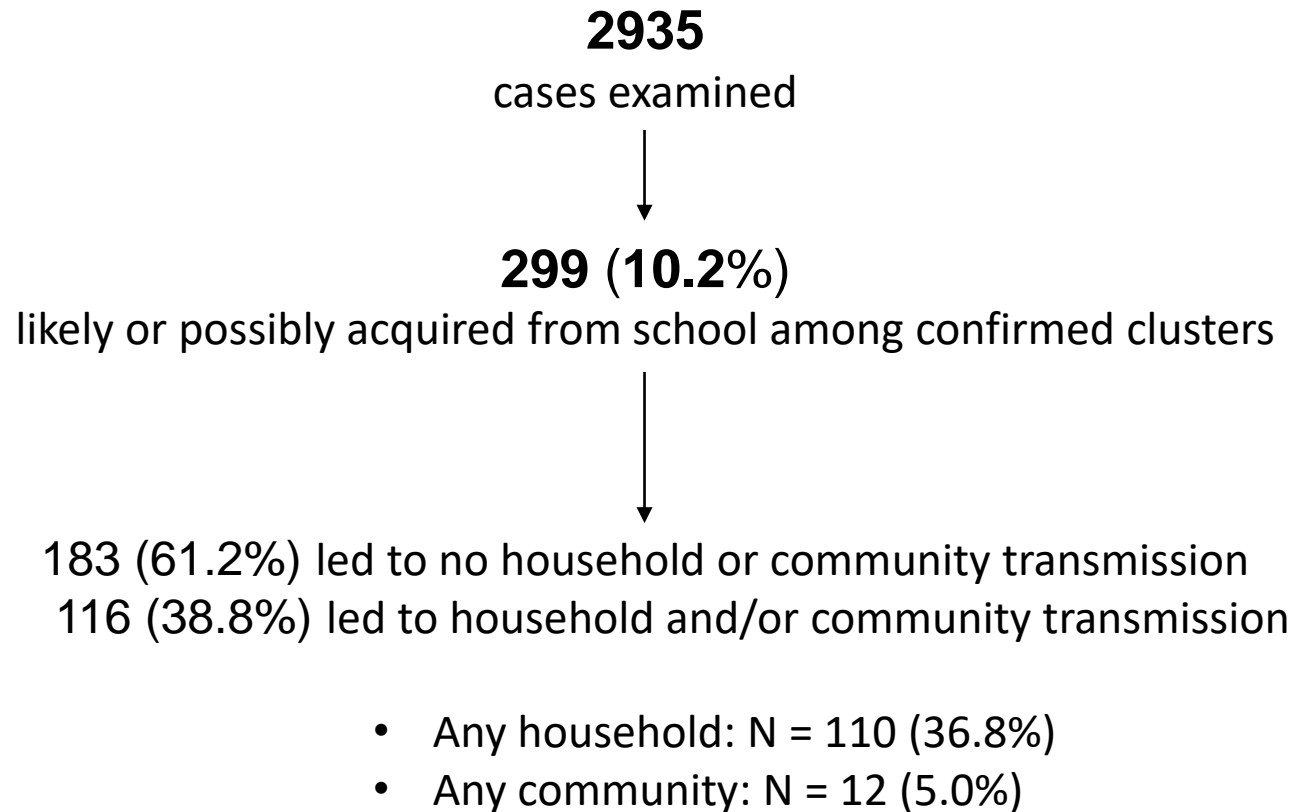 2935
cases examined
299 (10.2%)
likely or possibly acquired from school among confirmed clusters
183 (61.2%) led to no household or community transmission
116 (38.8%) led to household and/or community transmission
• Any household: N = 110 (36.8%)
• Any community: N = 12 (5.0%)